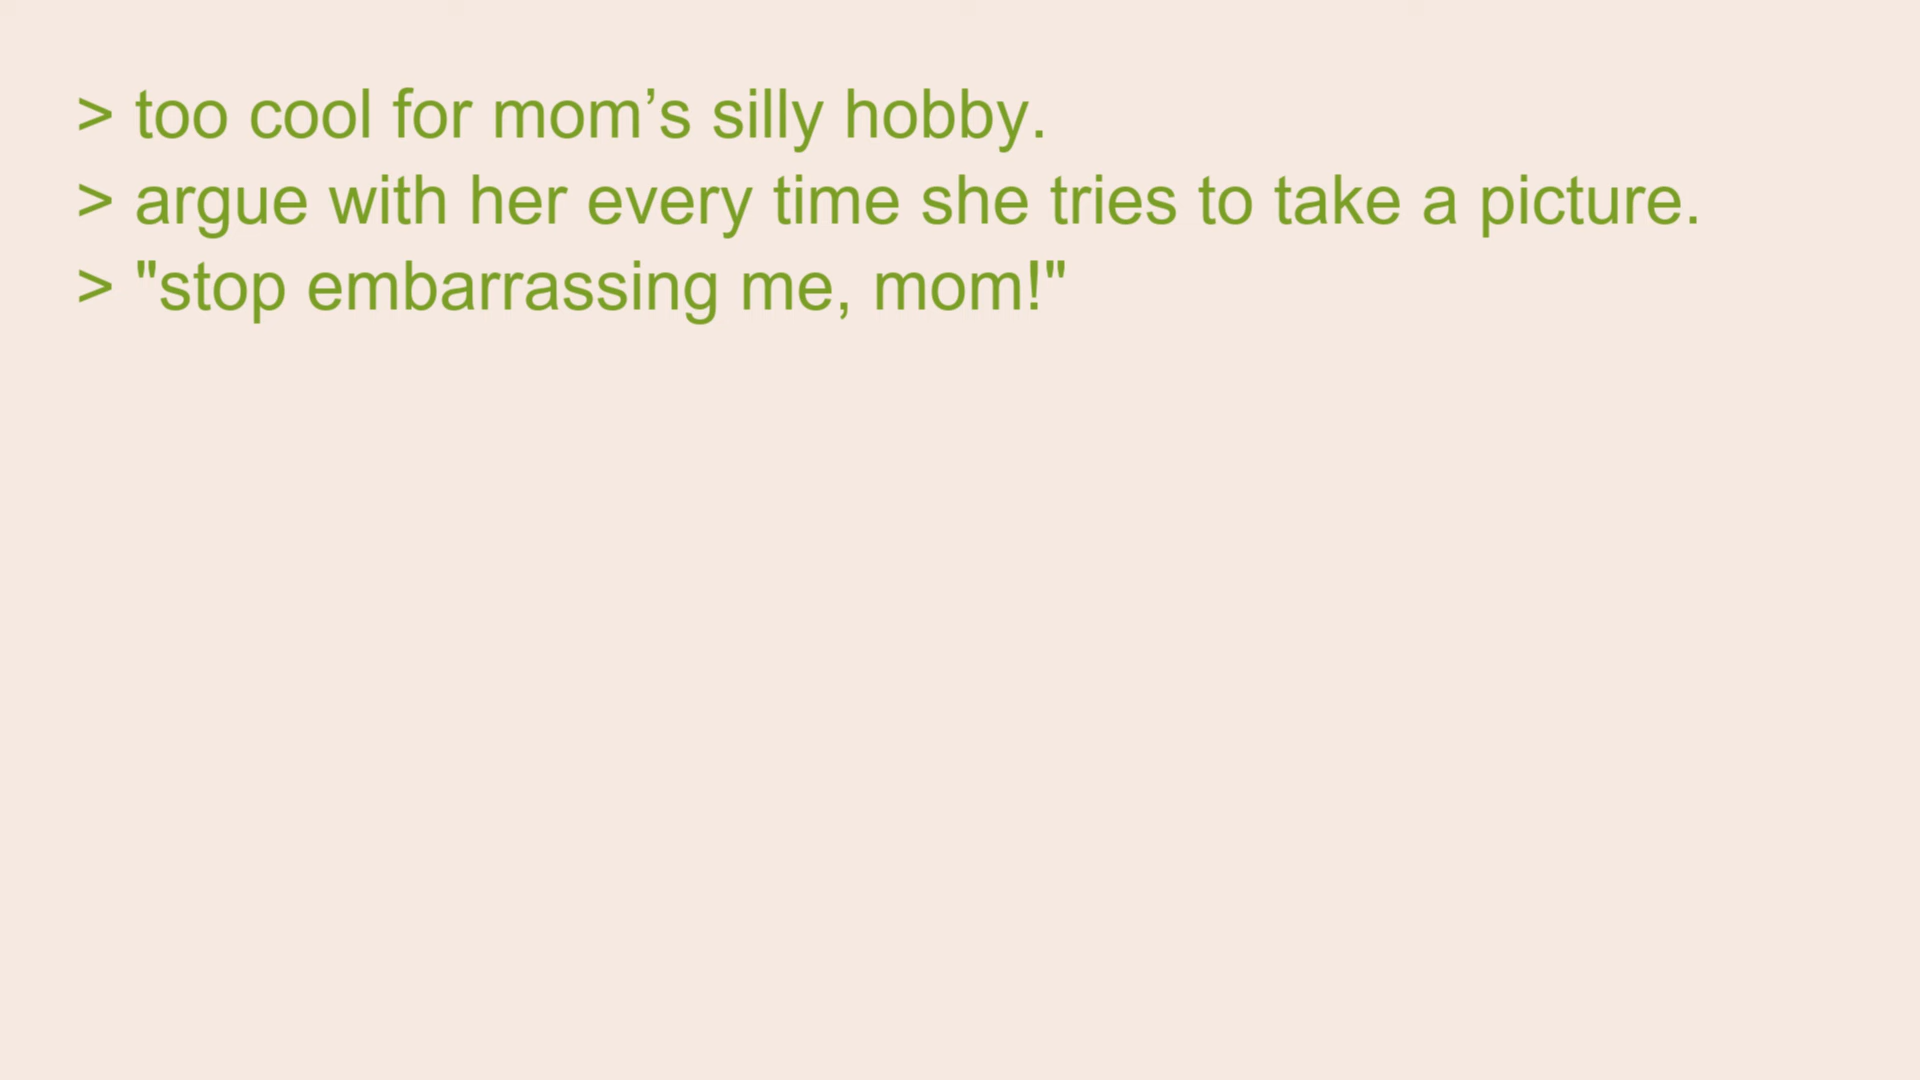 > too cool for mom’s silly hobby.
> argue with her every time she tries to take a picture.
> "stop embarrassing me, mom!"